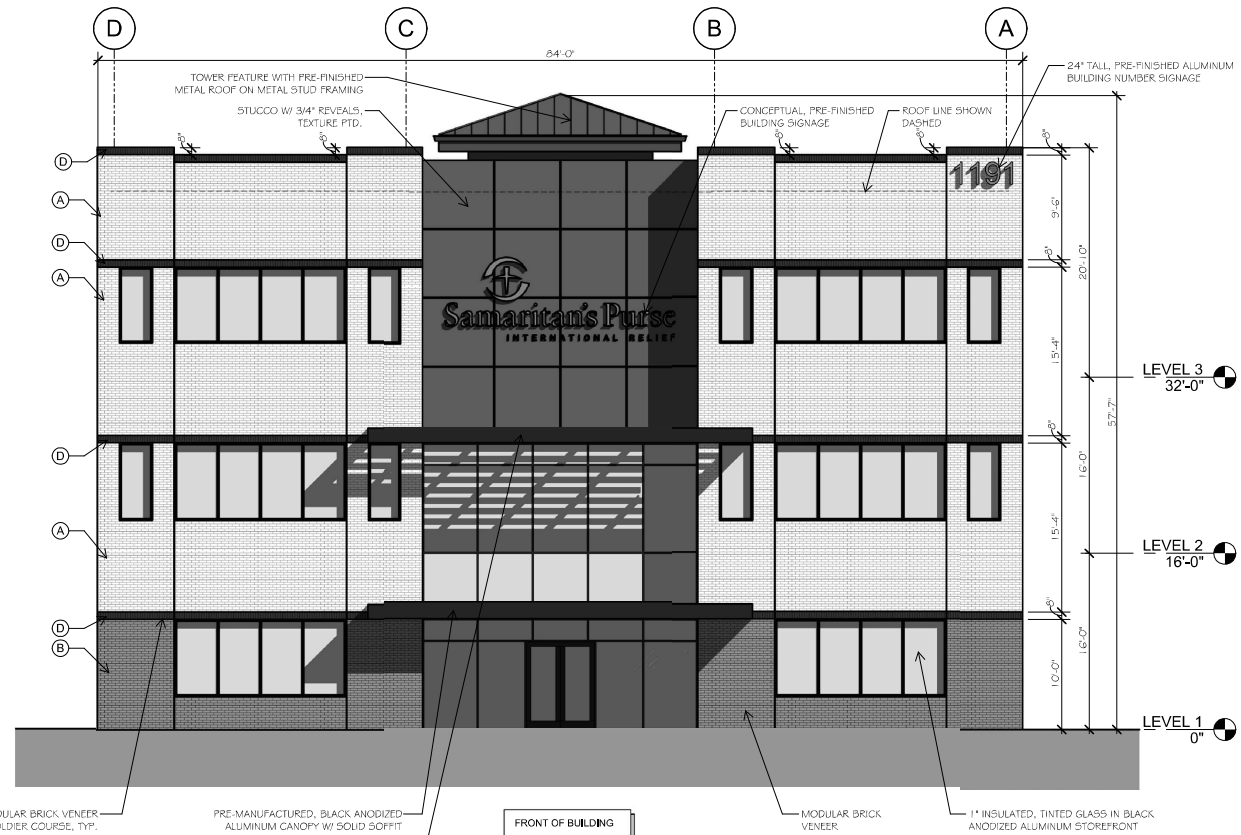 D
C
B
A
84'-0"
TOWER FEATURE WITH PRE-FINISHED
METAL ROOF ON METAL STUD FRAMING
STUCCO W/ 3/4" REVEALS,
TEXTURE PTD.
CONCEPTUAL, PRE-FINISHED
BUILDING SIGNAGE
ROOF LINE SHOWN
DASHED
24" TALL, PRE-FINISHED ALUMINUM
BUILDING NUMBER SIGNAGE
8"
8"
8"
8"
8"
D
A
D
A
D
A
D
B
1191
Samaritan's Purse
INTERNATIONAL RELIEF
9'-6"
8"
20'-10"
15'-4"
57'-7"
8"
16'-0"
15'-4"
8"
16'-0"
10'-0"
LEVEL 3
32'-0"
LEVEL 2
16'-0"
LEVEL 1
0"
DULAR BRICK VENEER
LDIER COURSE, TYP.
PRE-MANUFACTURED, BLACK ANODIZED
ALUMINUM CANOPY W/ SOLID SOFFIT
FRONT OF BUILDING
MODULAR BRICK
VENEER
1" INSULATED, TINTED GLASS IN BLACK
ANODIZED ALUMINUM STOREFRONT